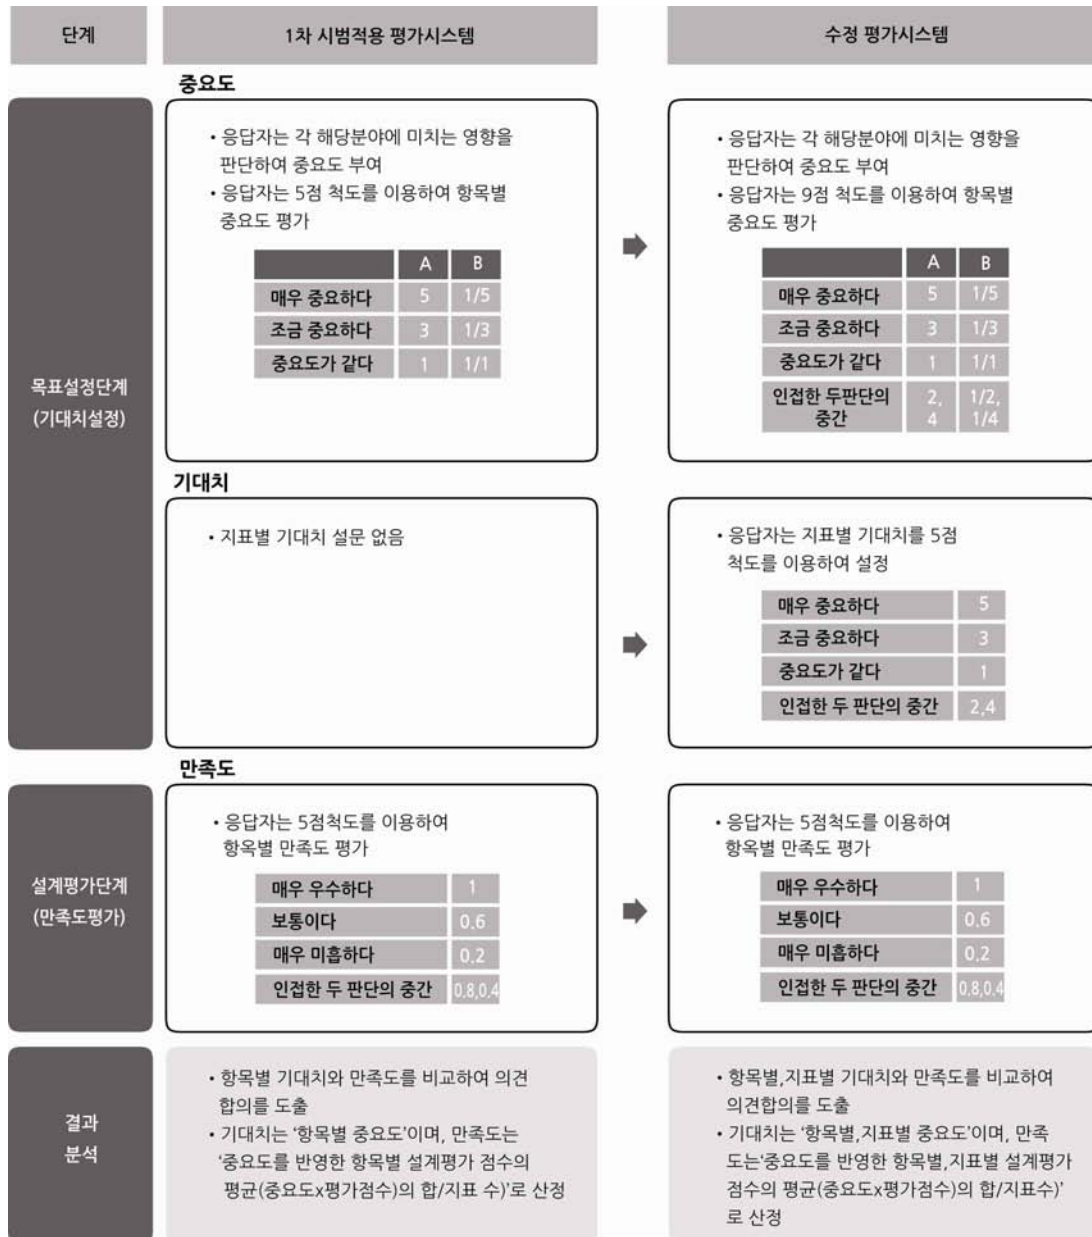 단계
1차 시범적용 평가시스템
수정 평가시스템
목표설정단계
(기대치설정)
중요도
• 응답자는 각 해당분야에 미치는 영향을
판단하여 중요도 부여
• 응답자는 5점 척도를 이용하여 항목별
중요도 평가
A B
매우 중요하다 5 1/5
조금 중요하다 3 1/3
중요도가 같다 1 1/1
• 응답자는 각 해당분야에 미치는 영향을
판단하여 중요도 부여
• 응답자는 9점 척도를 이용하여 항목별
중요도 평가
A B
매우 중요하다 5 1/5
조금 중요하다 3 1/3
중요도가 같다 1 1/1
인접한 두판단의
중간
2,
4
1/2,
1/4
기대치
• 지표별 기대치 설문 없음
• 응답자는 지표별 기대치를 5점
척도를 이용하여 설정
매우 중요하다 5
조금 중요하다 3
중요도가 같다 1
인접한 두 판단의 중간 2,4
설계평가단계
(만족도평가)
만족도
• 응답자는 5점척도를 이용하여
항옥별 만족도 평가
매우 우수하다 1
보통이다 0.6
매우 미흡하다 0.2
인접한 두 판단의 중간 0.8,0.4
• 응답자는 5점척도를 이용하여
항옥별 만족도 평가
매우 우수하다 1
보통이다 0.6
매우 미흡하다 0.2
인접한 두 판단의 중간 0.8,0.4
결과
분석
• 항목별 기대치와 만족도를 비교하여 의견
합의를 도출
• 기대치는 ‘항목별 중요도’이며, 만족도는
‘중요도를 반영한 항목별 설계평가 점수의
평균(중요도x평가점수)의 합/지표 수)’로 산정
• 항목별,지표별 기대치와 만족도를 비교하여
의견합의를 도출
• 기대치는 ‘항목별,지표별 중요도’이며, 만족
도는‘중요도를 반영한 항목별,지표별 설계평가
점수의 평균(중요도x평가점수)의 합/지표수)’
로 산정